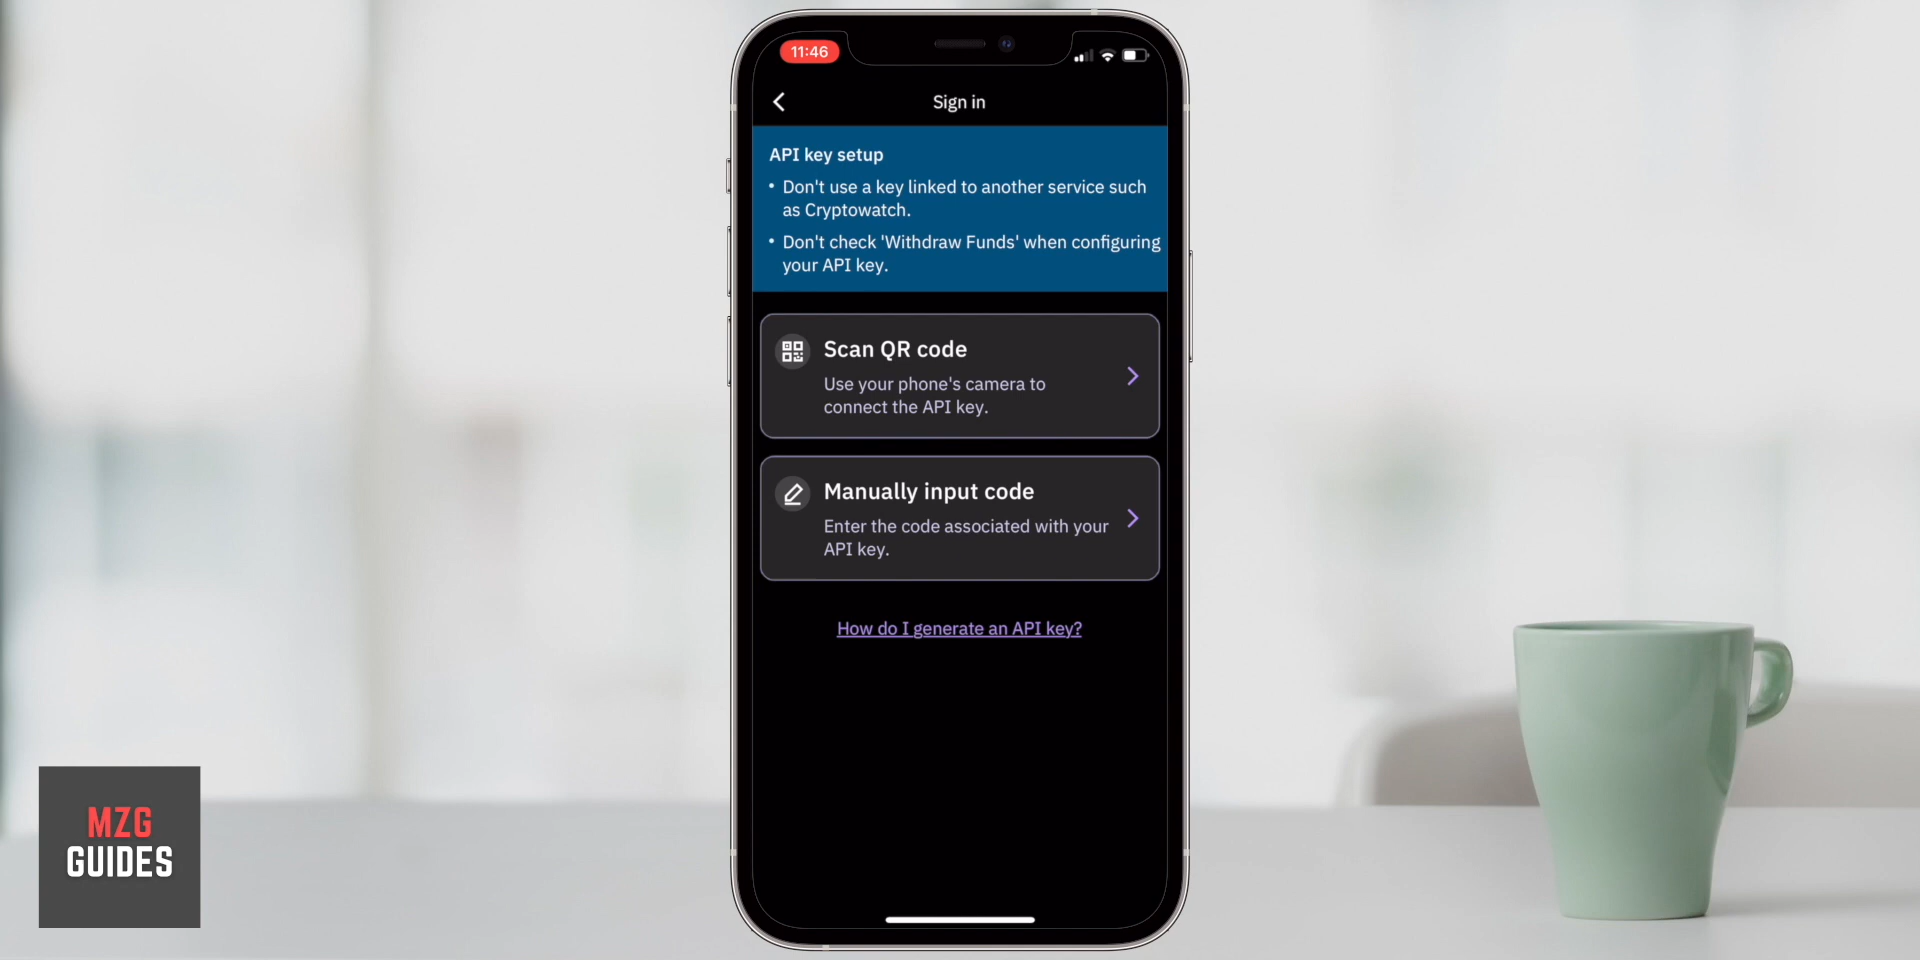 11:46
Sign in
API key setup
• Don't use a key linked to another service such
as Cryptowatch.
• Don't check 'Withdraw Funds' when configuring
your API key.
Scan QR code
Use your phone's camera to
connect the API key.
Manually input code
Enter the code associated with your
API key.
How do I generate an API key?
MZG
GUIDES